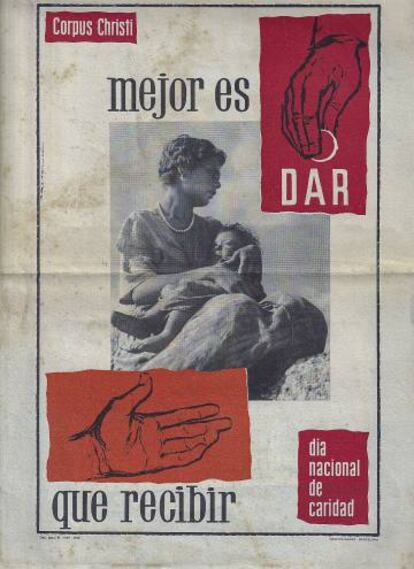 Corpus Christi
mejor es
DAR
que recibir
dia
nacional
de
caridad